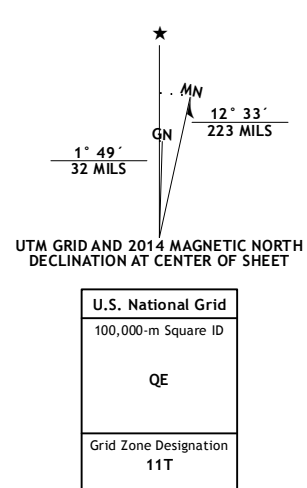 ★
MN
GN
12° 33´
223 MILS
1° 49´
32 MILS
UTM GRID AND 2014 MAGNETIC NORTH
DECLINATION AT CENTER OF SHEET
U.S. National Grid
100,000-m Square ID
QE
Grid Zone Designation
11T